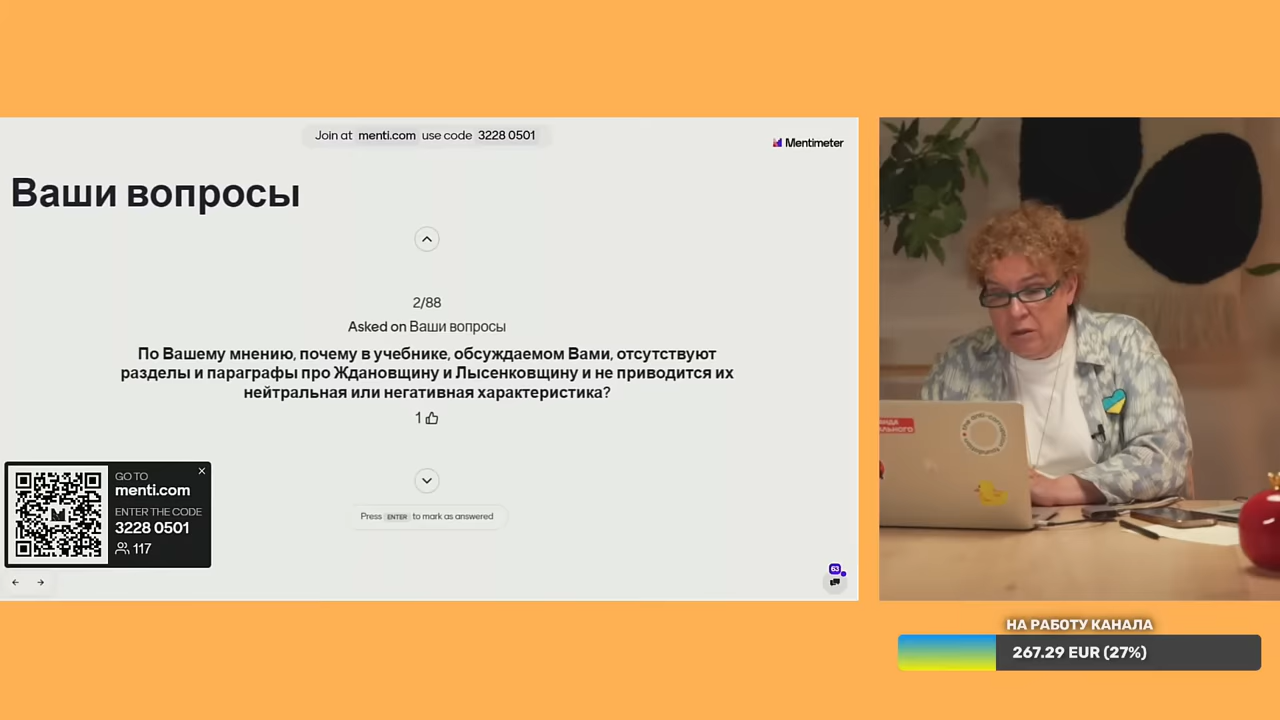 Join at menti.com use code 3228 0501
Mentimeter
Ваши вопросы
2/88
Asked on Ваши вопросы
По Вашему мнению, почему в учебнике, обсуждаемом Вами, отсутствуют
разделы и параграфы про Ждановщину и Лысенковщину и не приводится их
нейтральная или негативная характеристика?
1
GO TO
menti.com
ENTER THE CODE
3228 0501
117
Press ENTER to mark as answered
63
НА РАБОТУ КАНАЛА
267.29 EUR (27%)